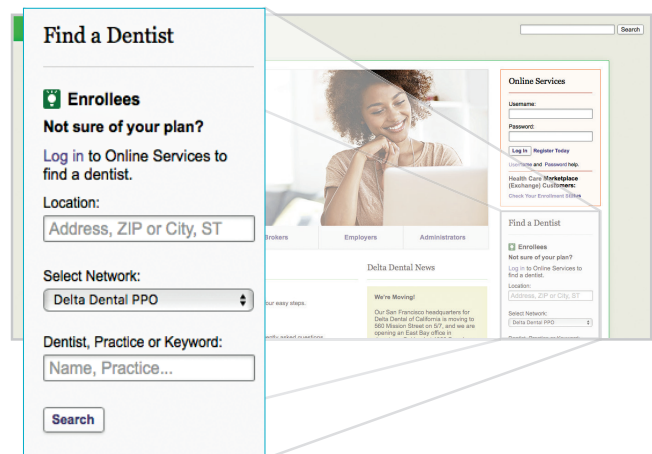 Find a Dentist
Enrollees
Not sure of your plan?
Log in to Online Services to
find a dentist.
Location:
Address, ZIP or City, ST
Select Network:
Delta Dental PPO
Dentist, Practice or Keyword:
Name, Practice...
Search
Search
Online Services
Username:
Password:
Log In Register Today
Username and Password help.
Health Care Marketplace
(Exchange) Customers:
Check Your Enrollment Status
Brokers
Employers
Administrators
Delta Dental News
We're Moving!
Our San Francisco headquarters for
Delta Dental of California is moving to
560 Mission Street on 5/7, and we are
opening an East Bay office in
our easy steps.
asked questions
Find a Dentist
Enrollees
Not sure of your plan?
Log in to Online Services to
find a dentist.
Location:
Address, ZIP or City, ST
Select Network:
Delta Dental PPO